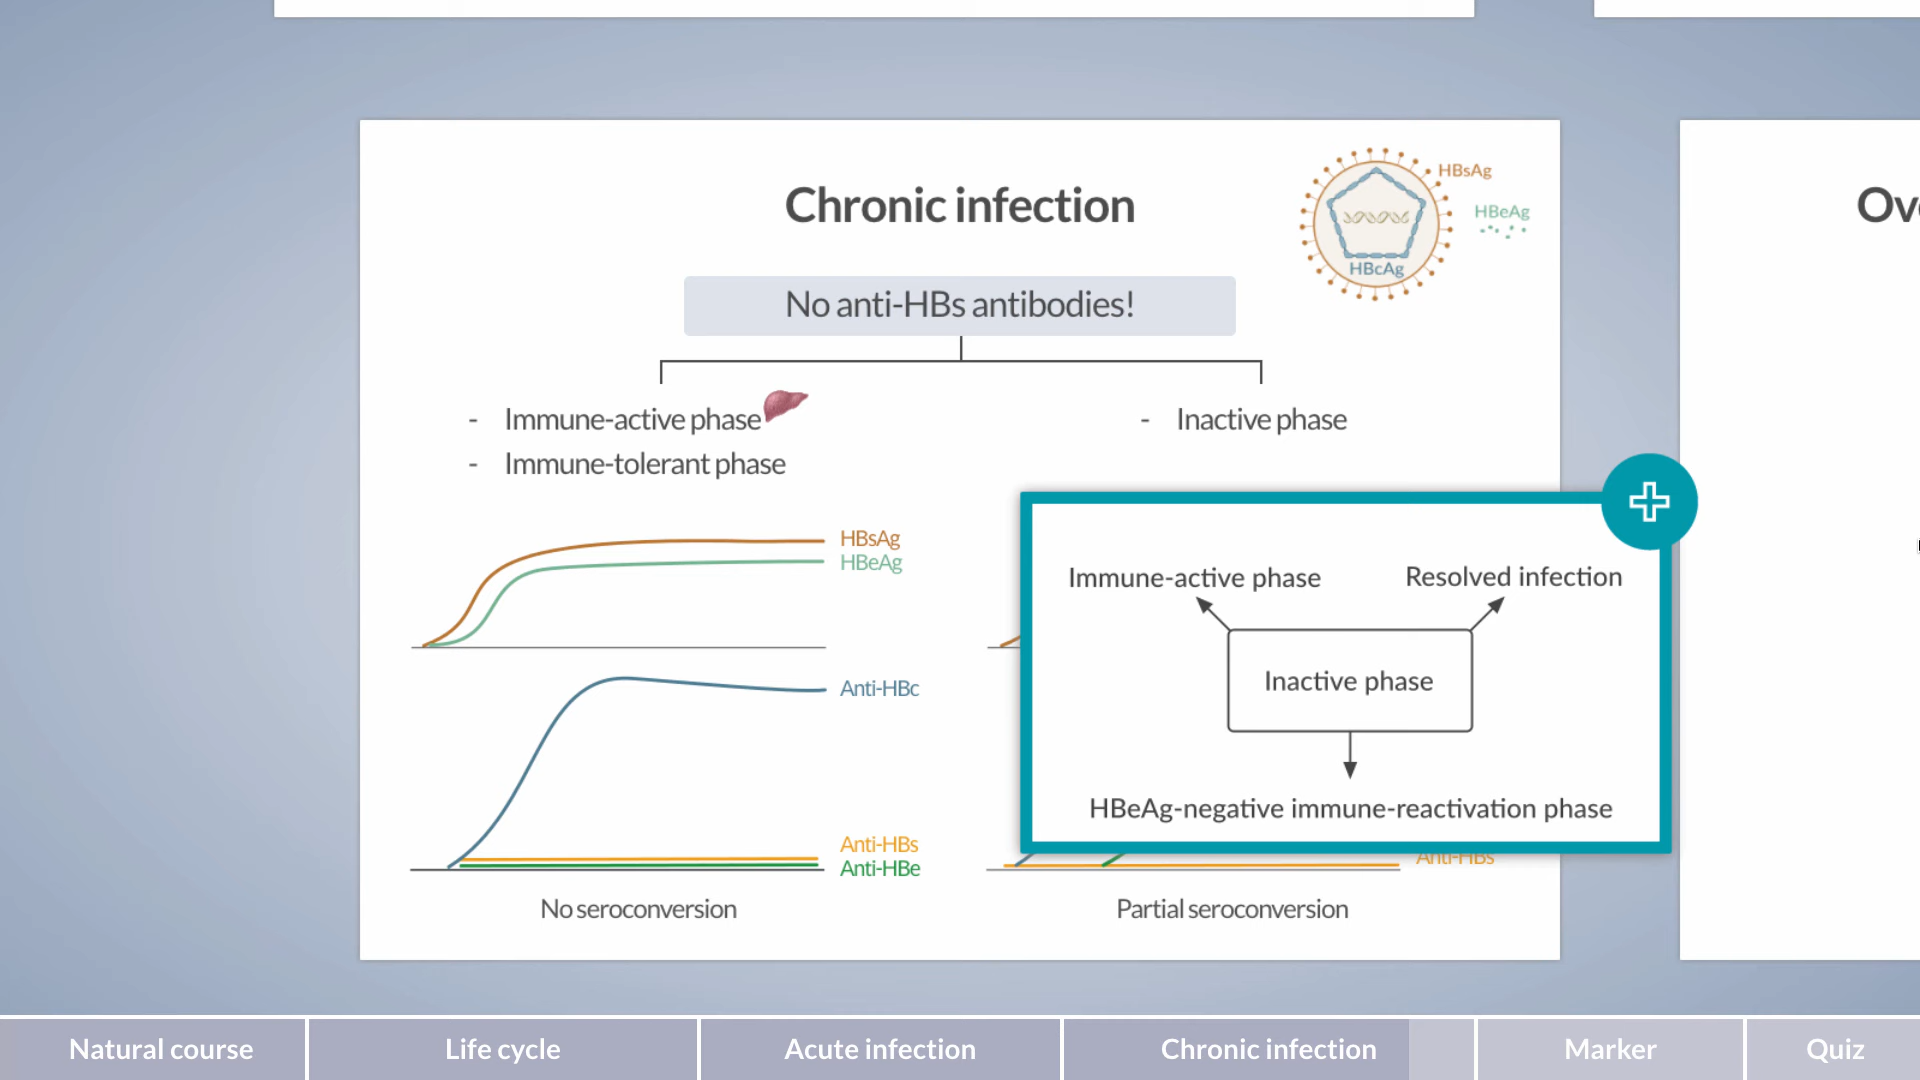 Chronic infection
Ov
HBsAg
HBeAg
HBcAg
No anti-HBs antibodies!
- Immune-active phase
- Immune-tolerant phase
- Inactive phase
HBsAg
HBeAg
Anti-HBc
Anti-HBs
Anti-HBe
No seroconversion
Immune-active phase
Resolved infection
Inactive phase
HBeAg-negative immune-reactivation phase
Anti-HBs
Partial seroconversion
Natural course
Life cycle
Acute infection
Chronic infection
Marker
Quiz